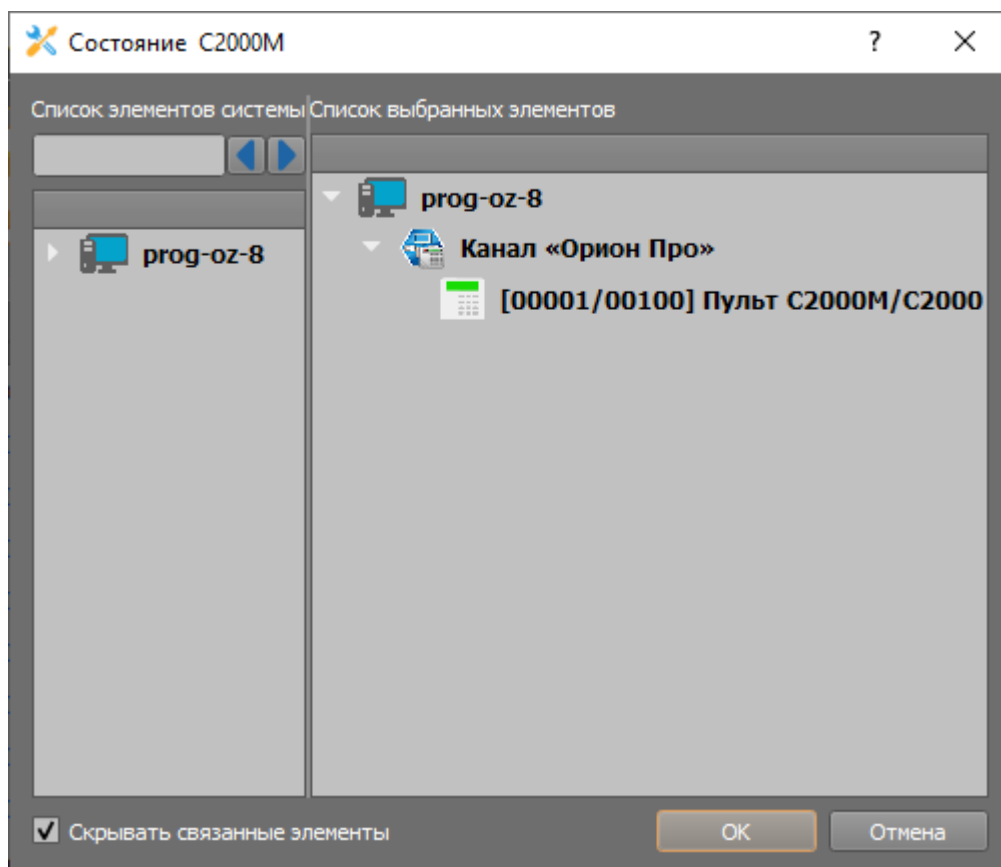 Состояние C2000M
?
Список элементов системы
Список выбранных элементов
prog-oz-8
prog-oz-8
Канал «Орион Про»
[00001/00100] Пульт С2000М/С2000
Скрывать связанные элементы
OK
Отмена